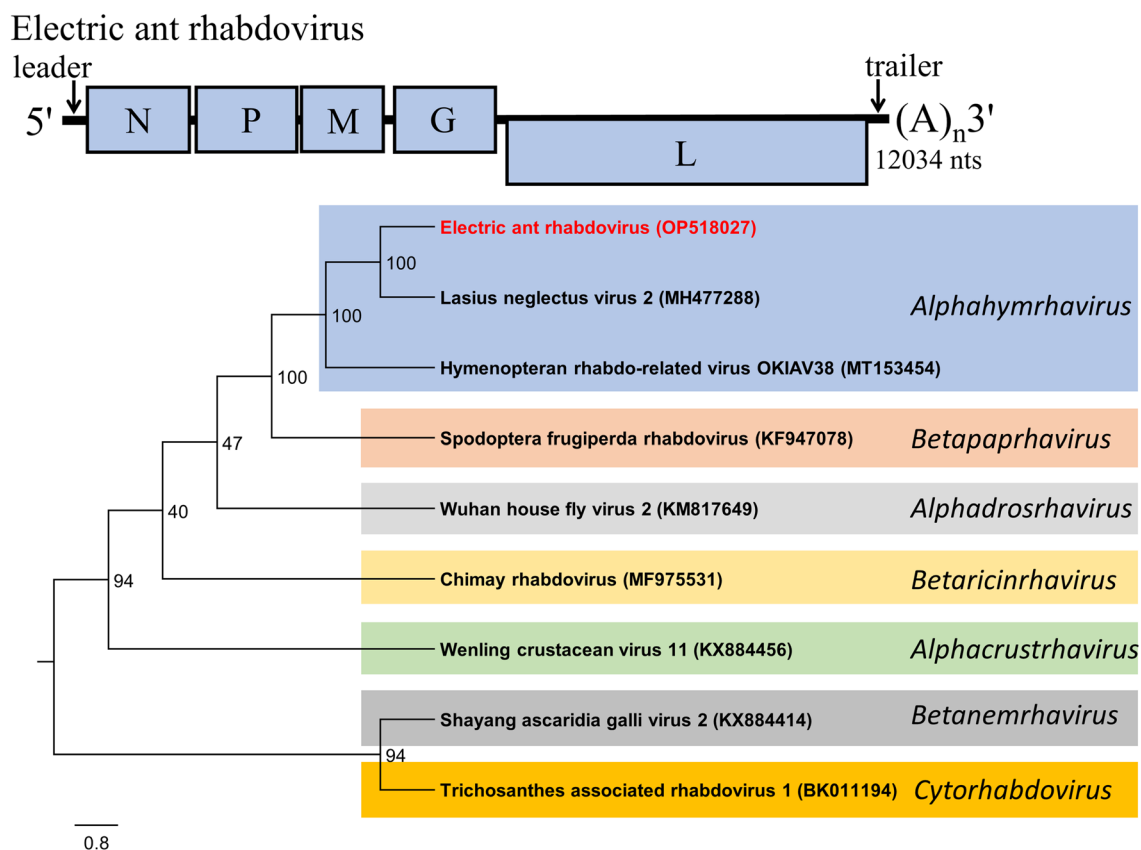 Electric ant rhabdovirus
leader
trailer
5' N P M G L (A)n3'
12034 nts
Electric ant rhabdovirus (OP518027)
100
Lasius neglectus virus 2 (MH477288)
Alphahymrhavirus
100
Hymenopteran rhabdo-related virus OKIAV38 (MT153454)
100
Spodoptera frugiperda rhabdovirus (KF947078)
Betapaprhavirus
47
Wuhan house fly virus 2 (KM817649)
Alphadrosrhavirus
40
Chimay rhabdovirus (MF975531)
Betaricinrhavirus
94
Wenling crustacean virus 11 (KX884456)
Alphacrustrhavirus
Shayang ascaridia galli virus 2 (KX884414)
Betanemrhavirus
94
Trichosanthes associated rhabdovirus 1 (BK011194)
Cytorhabdovirus
0.8